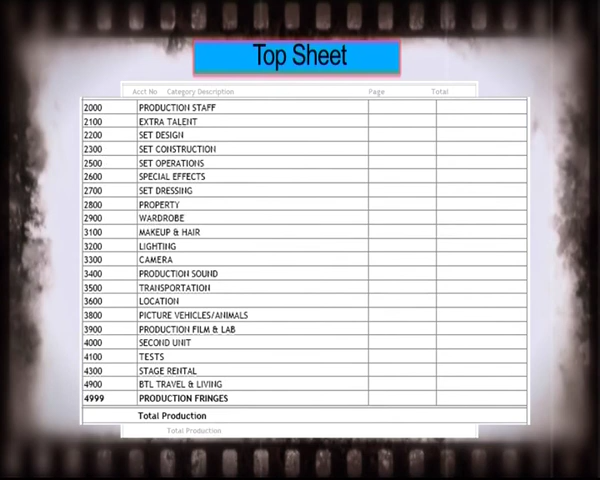 Top Sheet
Acct No Category Description Page Total
2000 PRODUCTION STAFF
2100 EXTRA TALENT
2200 SET DESIGN
2300 SET CONSTRUCTION
2500 SET OPERATIONS
2600 SPECIAL EFFECTS
2700 SET DRESSING
2800 PROPERTY
2900 WARDROBE
3100 MAKEUP & HAIR
3200 LIGHTING
3300 CAMERA
3400 PRODUCTION SOUND
3500 TRANSPORTATION
3600 LOCATION
3800 PICTURE VEHICLES/ANIMALS
3900 PRODUCTION FILM & LAB
4000 SECOND UNIT
4100 TESTS
4300 STAGE RENTAL
4900 BTL TRAVEL & LIVING
4999 PRODUCTION FRINGES
Total Production
Total Production